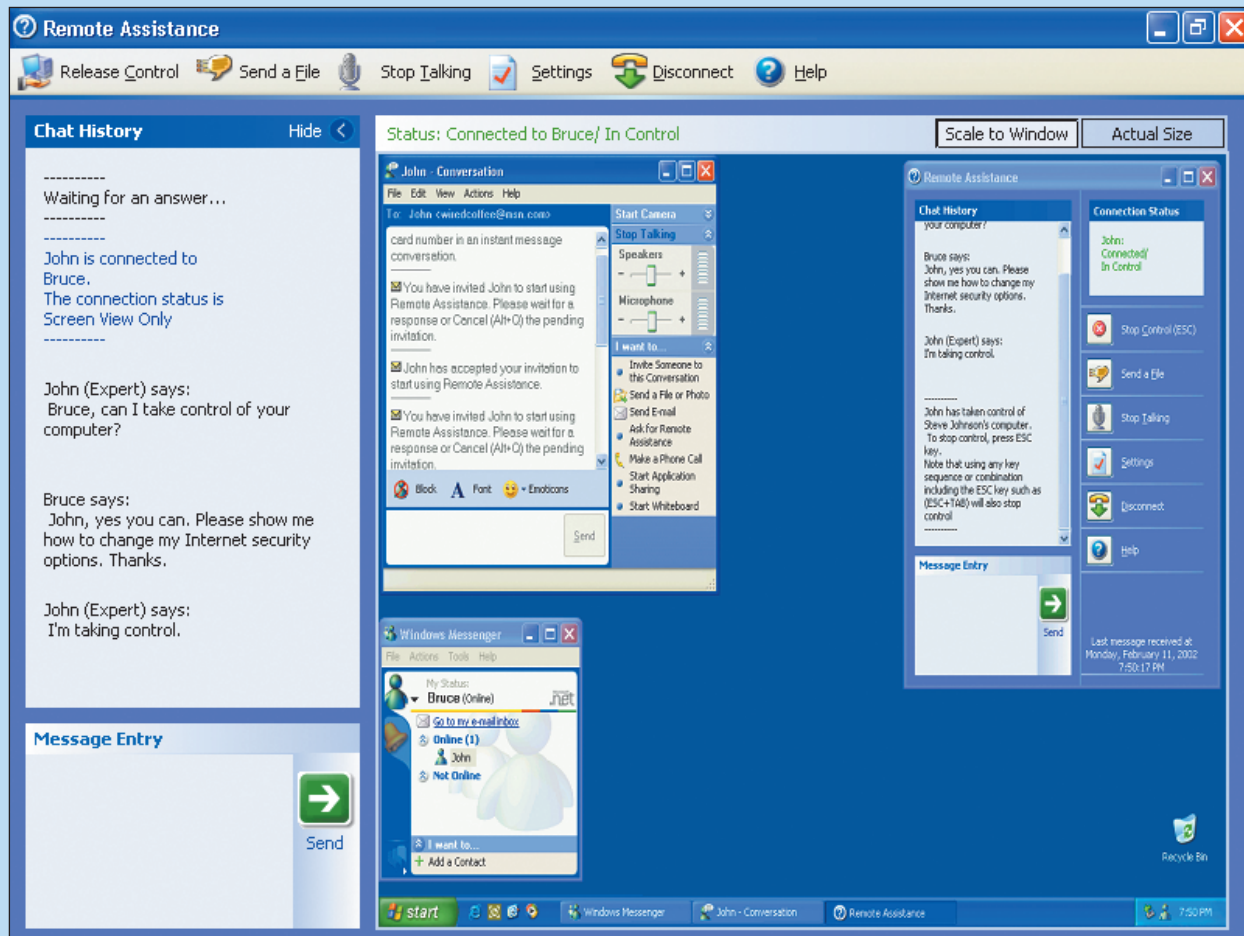 Remote Assistance
Release Control
Send a File
Stop Talking
Settings
Disconnect
Help
Chat History
Hide
----------
Waiting for an answer...
----------
----------
John is connected to
Bruce.
The connection status is
Screen View Only
----------
John (Expert) says:
Bruce, can I take control of your
computer?
Bruce says:
John, yes you can. Please show me
how to change my Internet security
options. Thanks.
John (Expert) says:
I'm taking control.
Message Entry
Send
Status: Connected to Bruce/ In Control
Scale to Window
Actual Size
John - Conversation
File Edit View Actions Help
To: John <wiredcoffee@msn.com>
card number in an instant message
conversation.
You have invited John to start using
Remote Assistance. Please wait for a
response or Cancel (Alt+Q) the pending
invitation.
John has accepted your invitation to
start using Remote Assistance.
You have invited John to start using
Remote Assistance. Please wait for a
response or Cancel (Alt+Q) the pending
invitation.
Block
A Font
Emoticons
Send
Start Camera
Stop Talking
Speakers
- +
Microphone
- +
I want to...
Invite Someone to
this Conversation
Send a File or Photo
Send E-mail
Ask for Remote
Assistance
Make a Phone Call
Start Application
Sharing
Start Whiteboard
Windows Messenger
File Actions Tools Help
My Status:
Bruce (Online)
.net
Go to my e-mail inbox
Online (1)
John
Not Online
I want to...
Add a Contact
Remote Assistance
Chat History
your computer?
Bruce says:
John, yes you can. Please
show me how to change my
Internet security options.
Thanks.
John (Expert) says:
I'm taking control.
----------
John has taken control of
Steve Johnson's computer.
To stop control, press ESC
key.
Note that using any key
sequence or combination
including the ESC key such as
(ESC+TAB) will also stop
control
----------
Message Entry
Send
Connection Status
John:
Connected/
In Control
Stop Control (ESC)
Send a File
Stop Talking
Settings
Disconnect
Help
Last message received at
Monday, February 11, 2002
7:50:17 PM
Recycle Bin
start
Windows Messenger
John - Conversation
Remote Assistance
7:50 PM